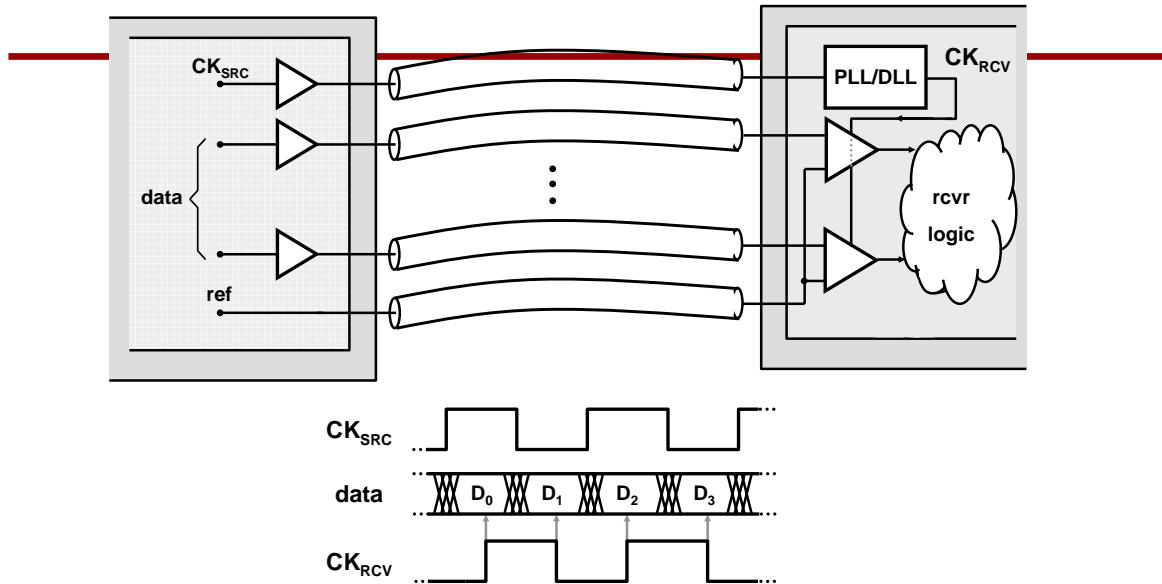 CK_SRC
PLL/DLL
CK_RCV
data
rcvr
logic
ref
CK_SRC
data
D_0 D_1 D_2 D_3
CK_RCV